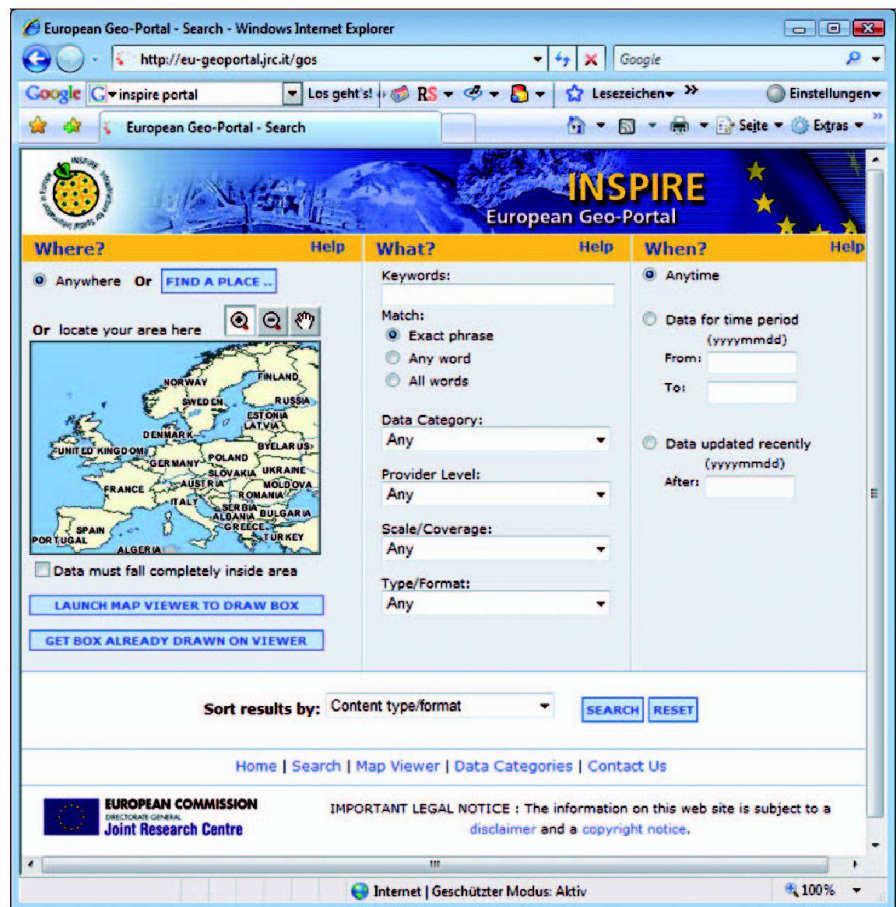 European Geo-Portal - Search - Windows Internet Explorer
http://eu-geoportal.jrc.it/gos
Google
Google G inspire portal Los geht's! RS Lesezeichen Einstellungen
European Geo-Portal - Search Seite Extras
INSPIRE
European Geo-Portal
Where? Help
Anywhere Or FIND A PLACE ..
Or locate your area here
NORWAY
FINLAND
SWEDEN
RUSSIA
ESTONIA
LATVIA
DENMARK
BYELARUS
UNITED KINGDOM
POLAND
GERMANY
SLOVAKIA
UKRAINE
FRANCE
AUSTRIA
MOLDOVA
ROMANIA
ITALY
SERBIA
ALBANIA
BULGARIA
SPAIN
GREECE
PORTUGAL
TURKEY
ALGERIA
Data must fall completely inside area
LAUNCH MAP VIEWER TO DRAW BOX
GET BOX ALREADY DRAWN ON VIEWER
What? Help
Keywords:
Match:
Exact phrase
Any word
All words
Data Category:
Any
Provider Level:
Any
Scale/Coverage:
Any
Type/Format:
Any
When? Help
Anytime
Data for time period
(yyyymmdd)
From:
To:
Data updated recently
(yyyymmdd)
After:
Sort results by: Content type/format SEARCH RESET
Home | Search | Map Viewer | Data Categories | Contact Us
EUROPEAN COMMISSION
DIRECTORATE-GENERAL
Joint Research Centre
IMPORTANT LEGAL NOTICE : The information on this web site is subject to a
disclaimer and a copyright notice.
Internet | Geschützter Modus: Aktiv 100%